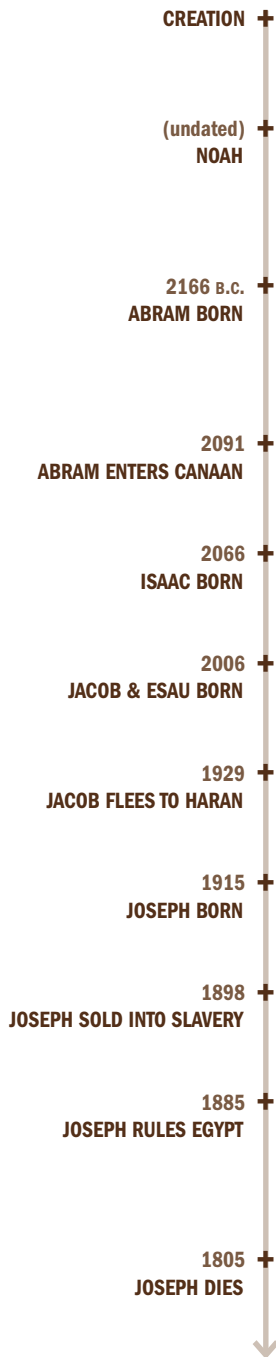 CREATION
(undated)
NOAH
2166 B.C.
ABRAM BORN
2091
ABRAM ENTERS CANAAN
2066
ISAAC BORN
2006
JACOB & ESAU BORN
1929
JACOB FLEES TO HARAN
1915
JOSEPH BORN
1898
JOSEPH SOLD INTO SLAVERY
1885
JOSEPH RULES EGYPT
1805
JOSEPH DIES